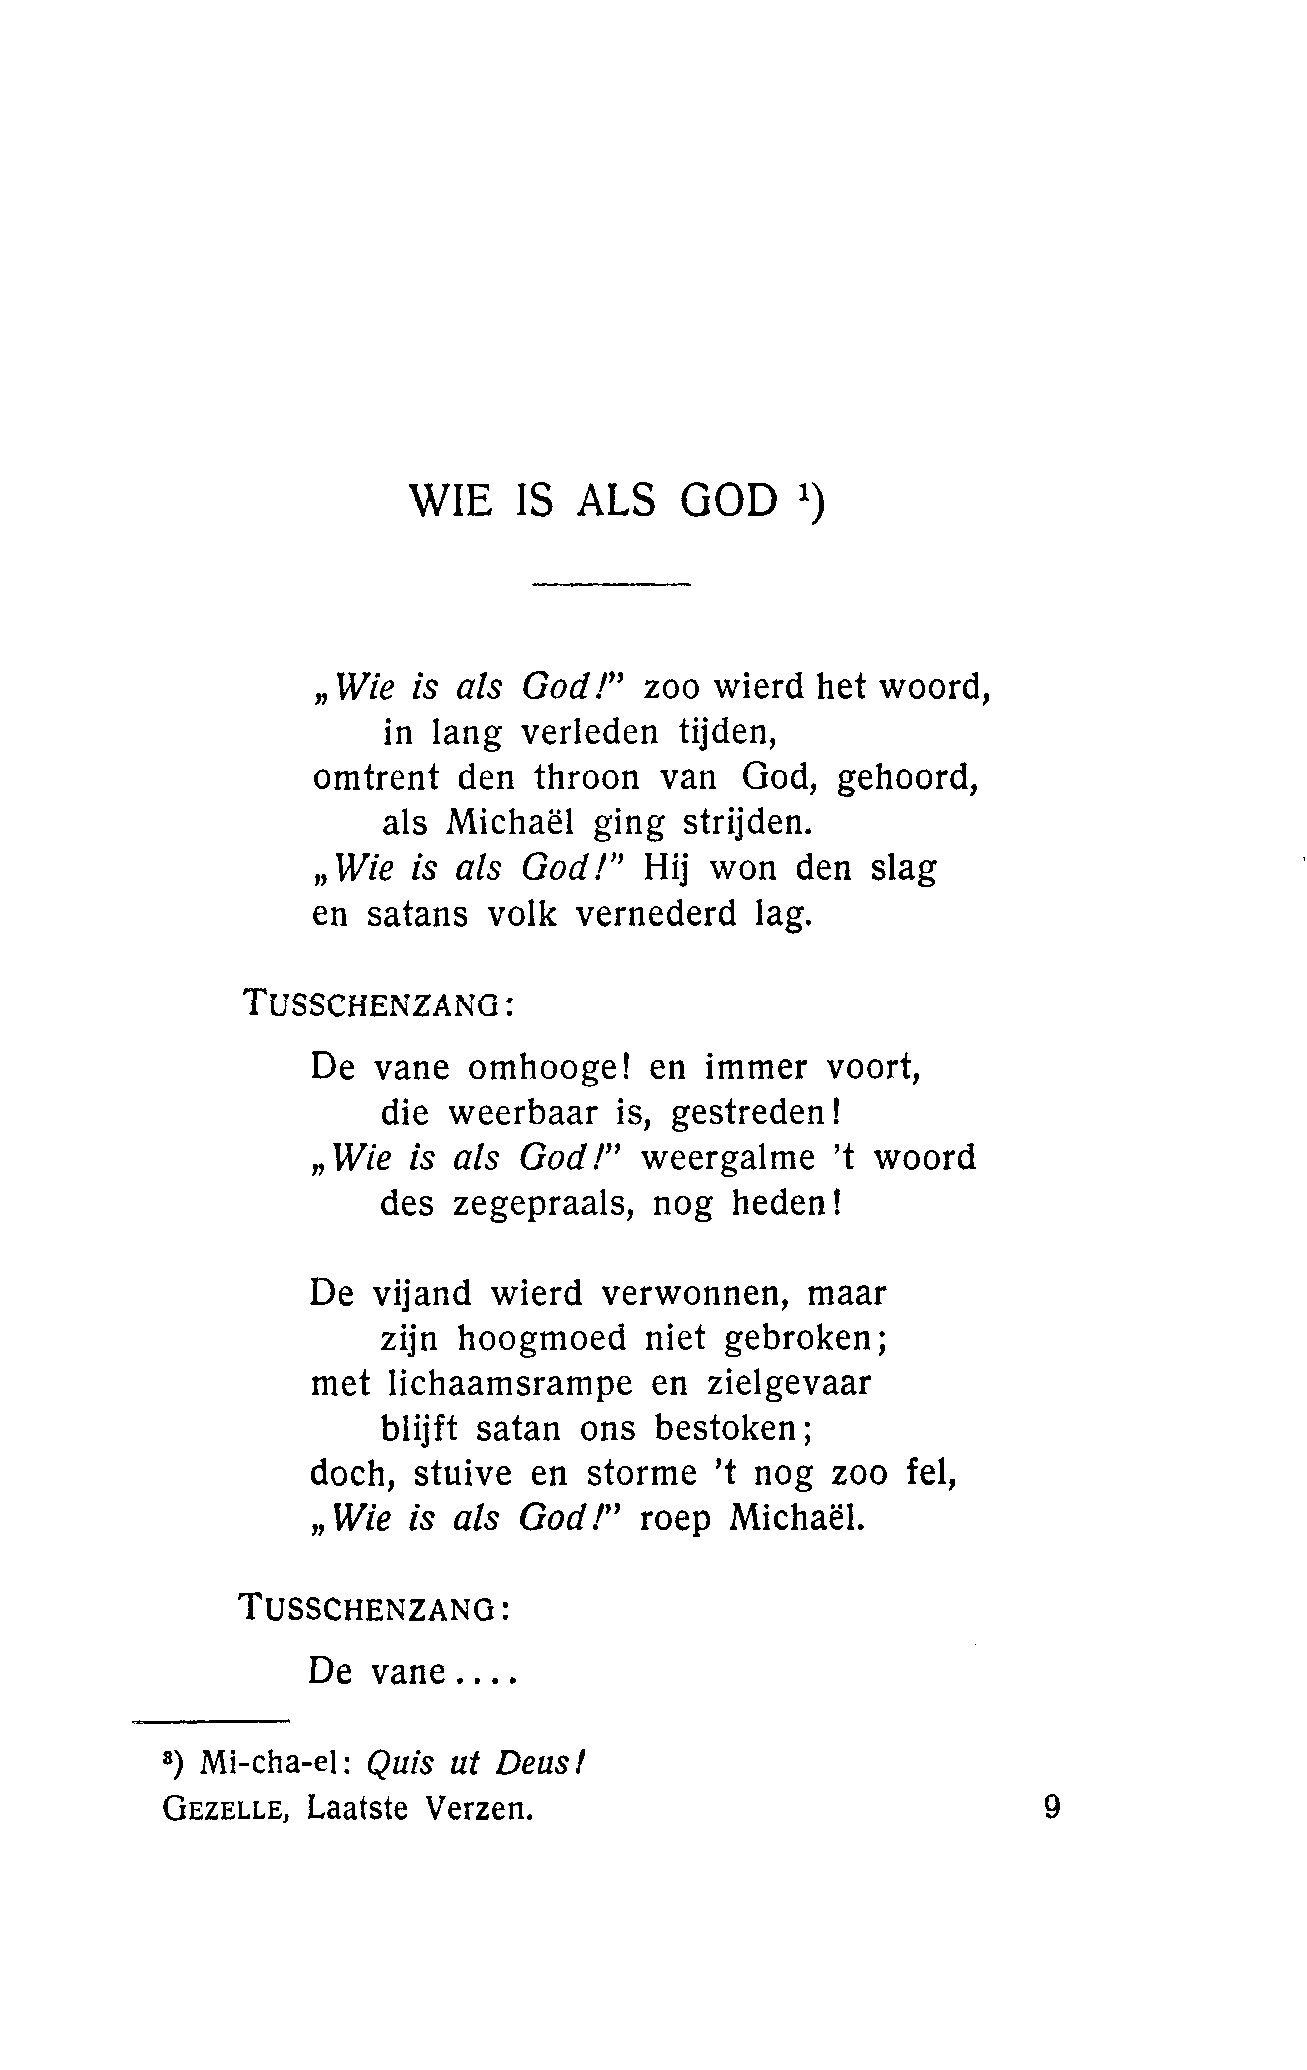 WIE IS ALS GOD ¹)
„Wie is als God!” zoo wierd het woord,
in lang verleden tijden,
omtrent den throon van God, gehoord,
als Michaël ging strijden.
„Wie is als God!” Hij won den slag
en satans volk vernederd lag.
TUSSCHENZANG:
De vane omhooge! en immer voort,
die weerbaar is, gestreden!
„Wie is als God!” weergalme 't woord
des zegepraals, nog heden!
De vijand wierd verwonnen, maar
zijn hoogmoed niet gebroken;
met lichaamsrampe en zielgevaar
blijft satan ons bestoken;
doch, stuive en storme 't nog zoo fel,
„Wie is als God!” roep Michaël.
TUSSCHENZANG:
De vane....
³) Mi-cha-el: Quis ut Deus!
GEZELLE, Laatste Verzen. 9